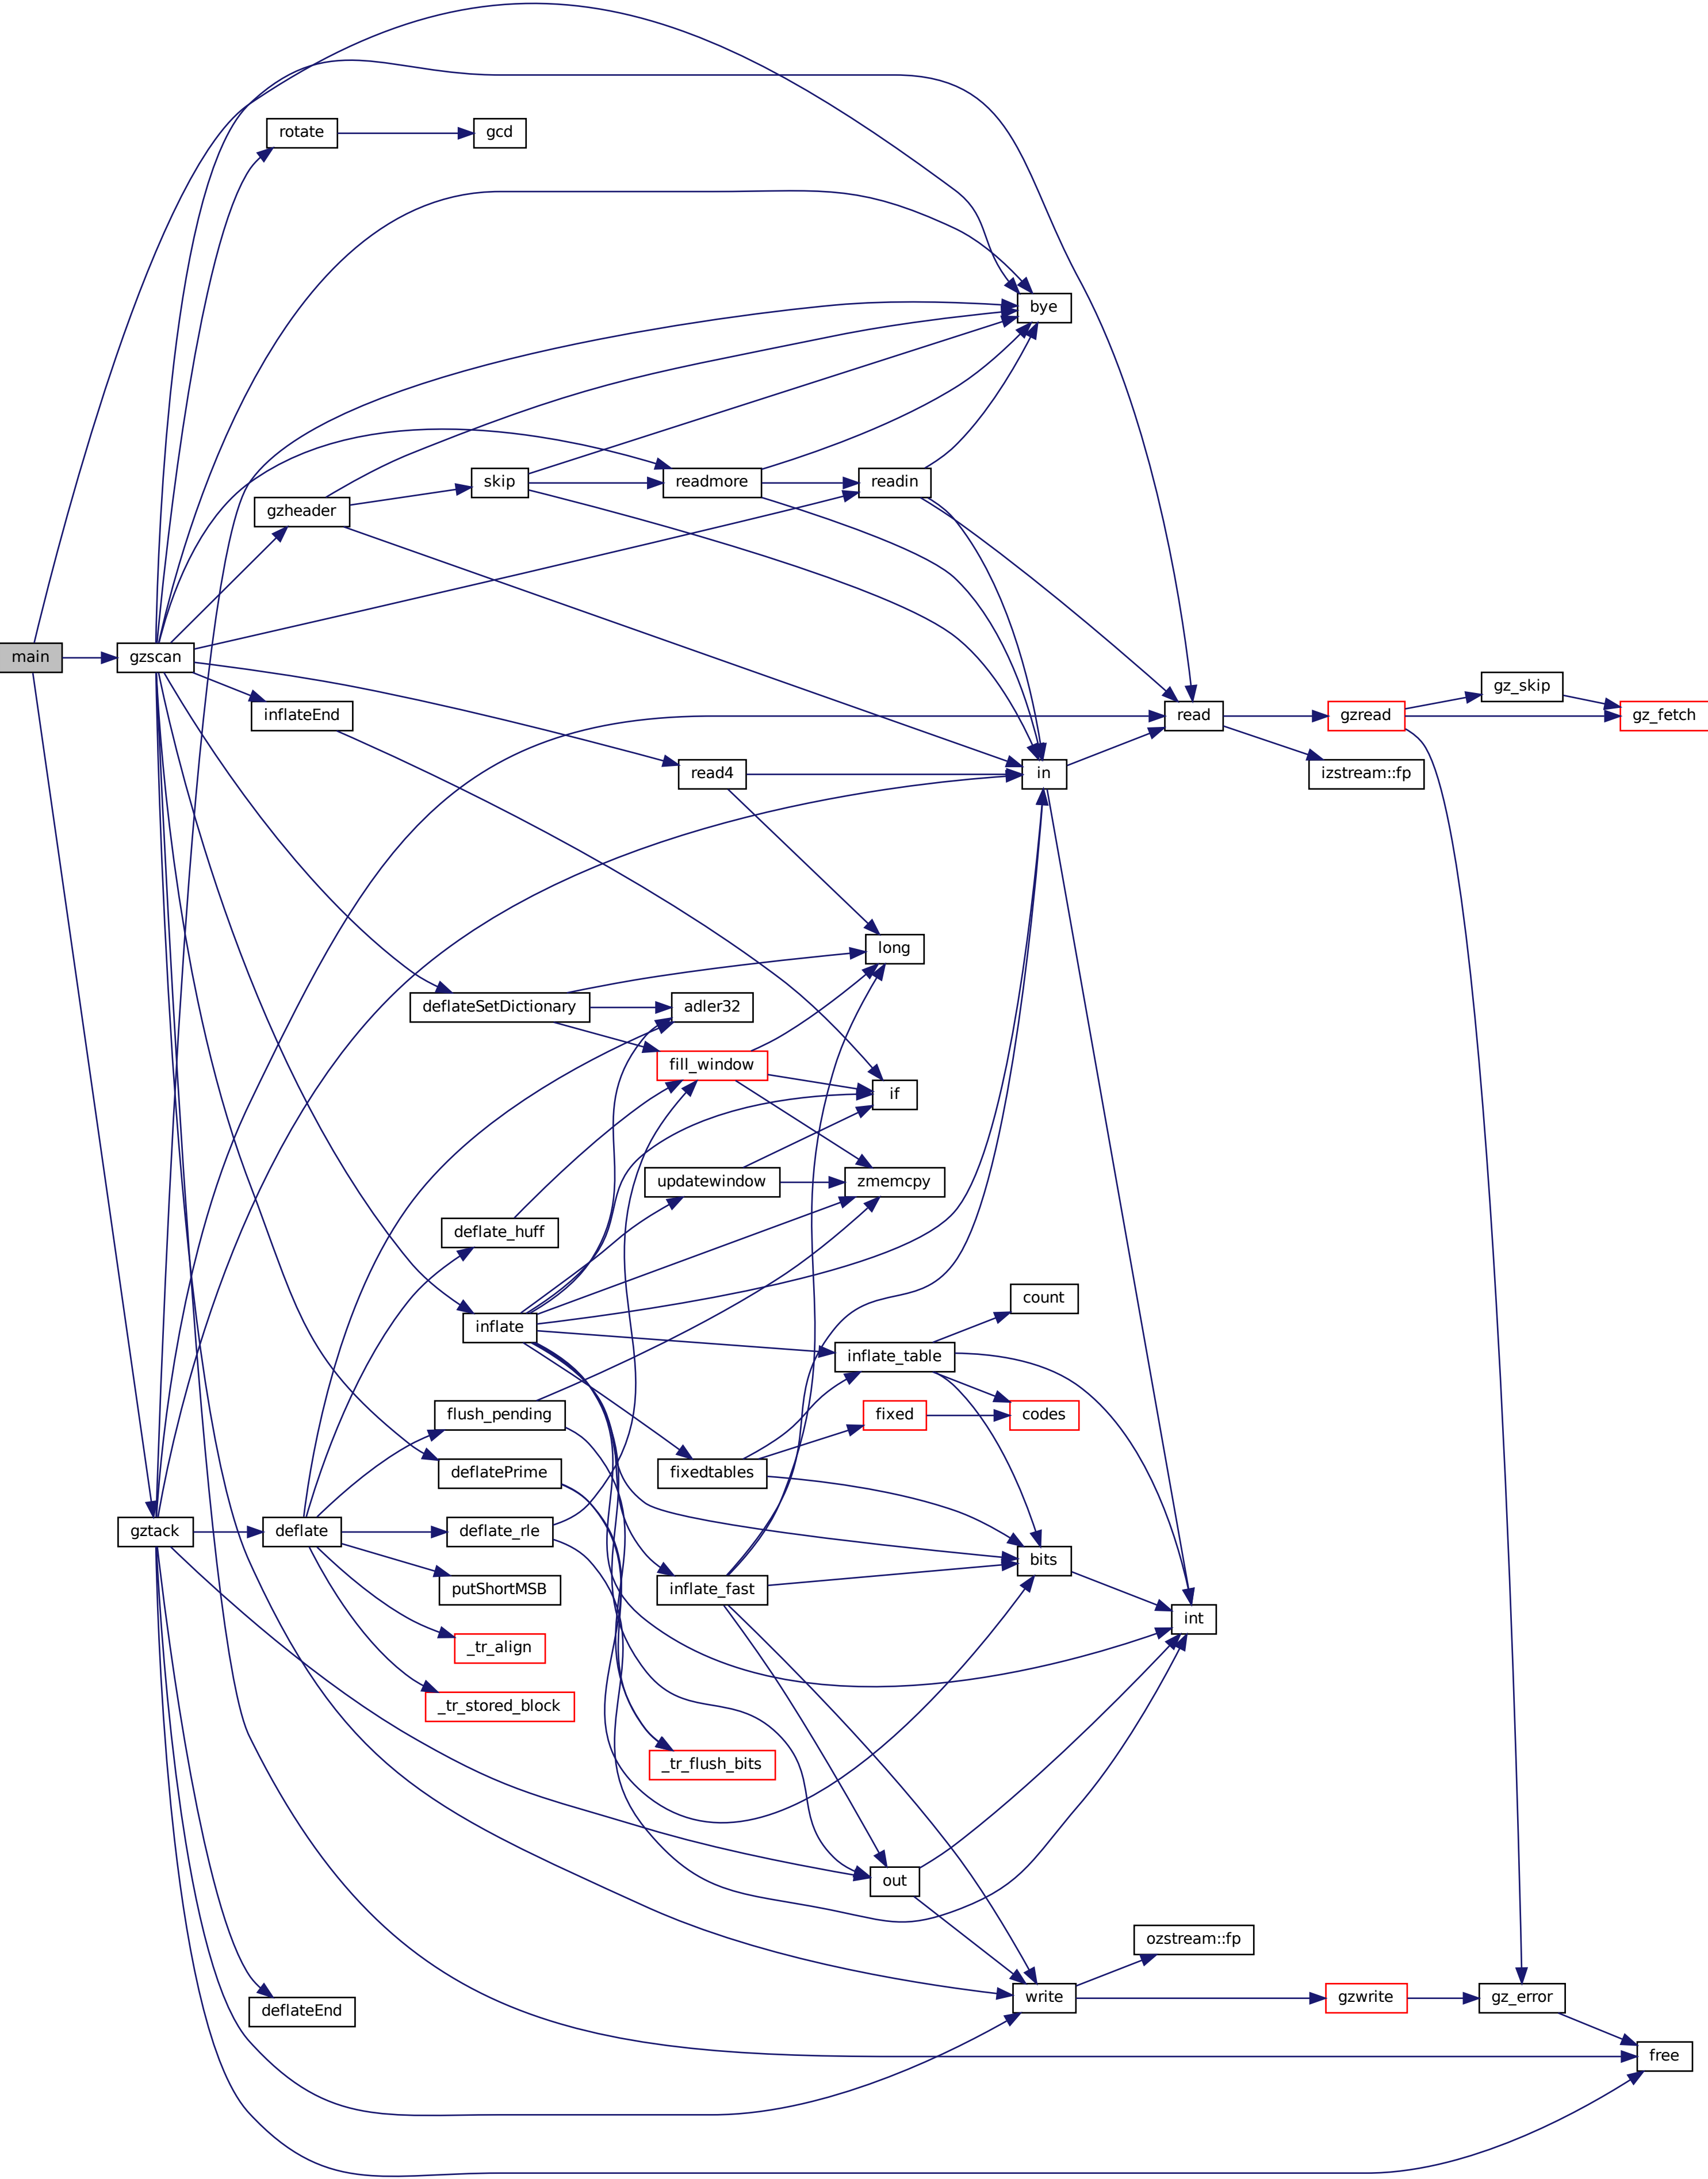 rotate
gcd
bye
skip
readmore
readin
gzheader
main
gzscan
gz_skip
inflateEnd
read
gzread
gz_fetch
read4
in
izstream::fp
long
deflateSetDictionary
adler32
fill_window
if
updatewindow
zmemcpy
deflate_huff
count
inflate
inflate_table
flush_pending
fixed
codes
deflatePrime
fixedtables
gztack
deflate
deflate_rle
bits
putShortMSB
inflate_fast
int
_tr_align
_tr_stored_block
_tr_flush_bits
out
ozstream::fp
deflateEnd
write
gzwrite
gz_error
free